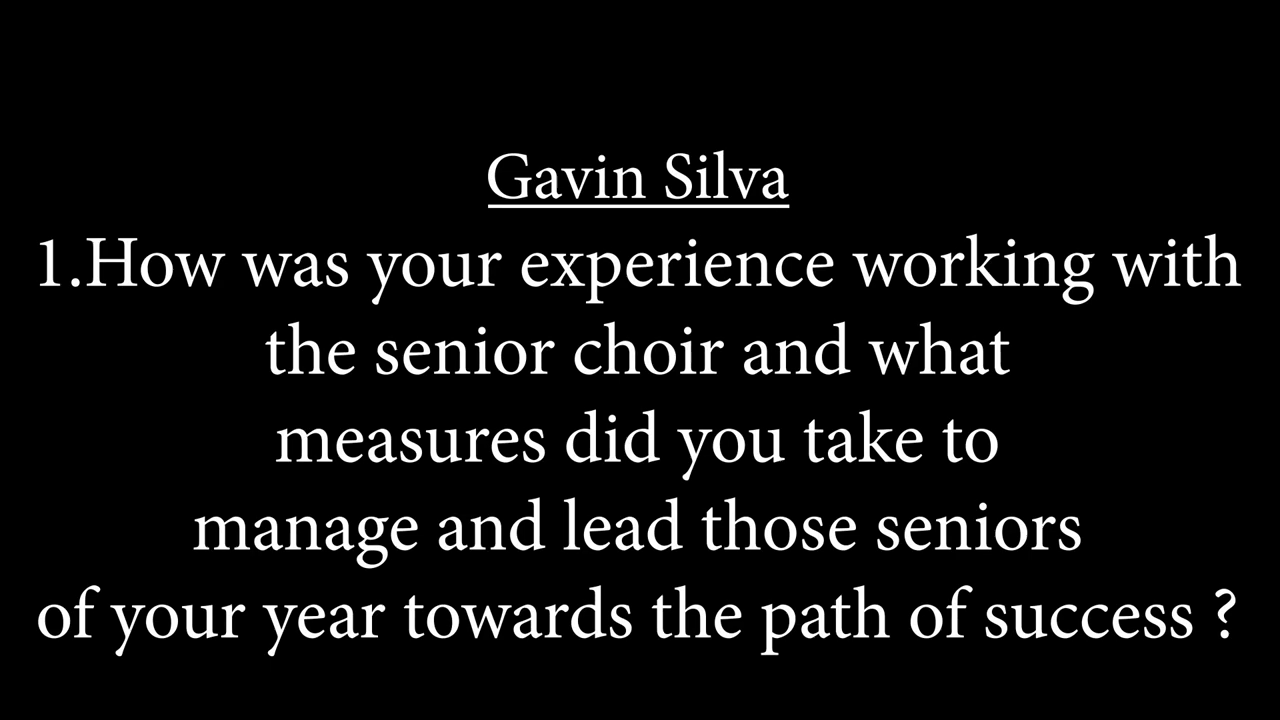 Gavin Silva
1.How was your experience working with
the senior choir and what
measures did you take to
manage and lead those seniors
of your year towards the path of success ?